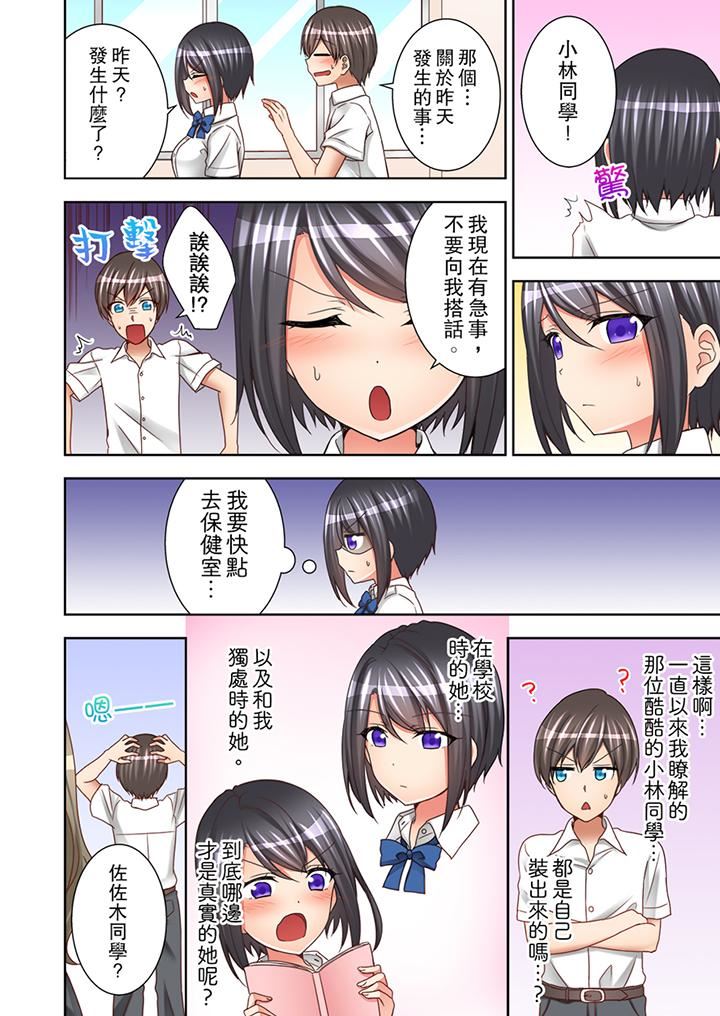 小林同學！
驚
那個…
關於昨天
發生的事…
昨天？
發生什麼了？
我現在有急事，
不要向我搭話。
誒誒誒!?
打擊
我要快點
去保健室…
這樣啊…
一直以來我瞭解的
那位酷酷的小林同學…
都是自己
裝出來的嗎…?
？
？
在學校
時的她…
以及和我
獨處時的她。
到底哪邊
才是真實的她呢？
嗯——
佐佐木同學？